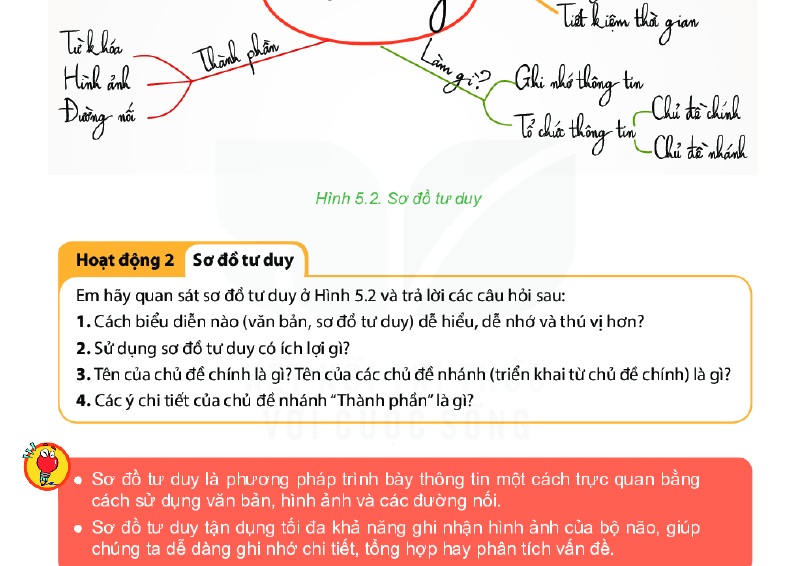 Tiết kiệm thời gian
Từ khóa
Hình ảnh
Đường nối
Thành phần
Làm gì?
Ghi nhớ thông tin
Tổ chức thông tin
Chủ đề chính
Chủ đề nhánh
Hình 5.2. Sơ đồ tư duy
Hoạt động 2 Sơ đồ tư duy
Em hãy quan sát sơ đồ tư duy ở Hình 5.2 và trả lời các câu hỏi sau:
1. Cách biểu diễn nào (văn bản, sơ đồ tư duy) dễ hiểu, dễ nhớ và thú vị hơn?
2. Sử dụng sơ đồ tư duy có ích lợi gì?
3. Tên của chủ đề chính là gì? Tên của các chủ đề nhánh (triển khai từ chủ đề chính) là gì?
4. Các ý chi tiết của chủ đề nhánh “Thành phần” là gì?
VỚI CUỘC SỐNG
• Sơ đồ tư duy là phương pháp trình bày thông tin một cách trực quan bằng
cách sử dụng văn bản, hình ảnh và các đường nối.
• Sơ đồ tư duy tận dụng tối đa khả năng ghi nhận hình ảnh của bộ não, giúp
chúng ta dễ dàng ghi nhớ chi tiết, tổng hợp hay phân tích vấn đề.